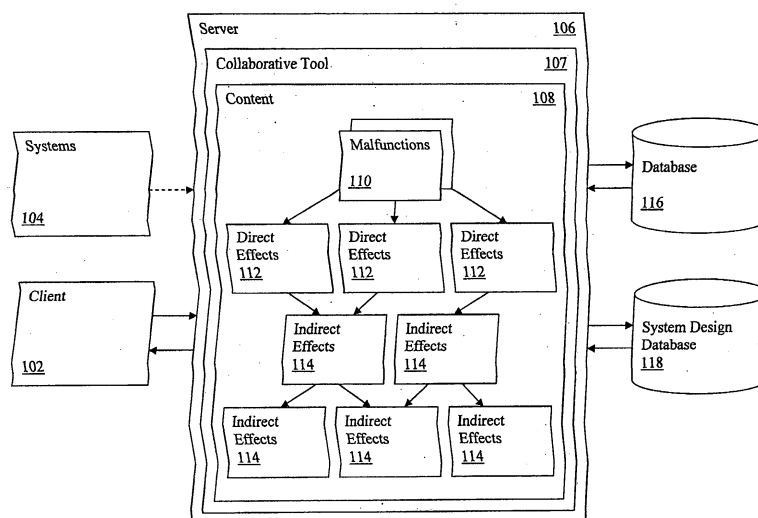 Server 106
Collaborative Tool 107
Content 108
Malfunctions
110
Systems
104
Client
102
Direct
Effects
112
Direct
Effects
112
Direct
Effects
112
Indirect
Effects
114
Indirect
Effects
114
Indirect
Effects
114
Indirect
Effects
114
Indirect
Effects
114
Database
116
System Design
Database
118